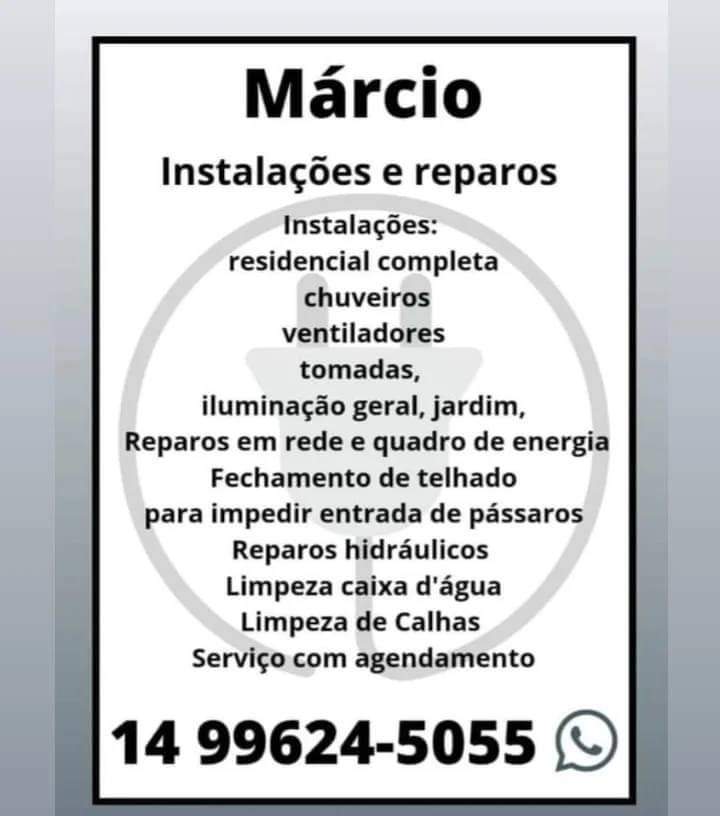 Márcio
Instalações e reparos
Instalações:
residencial completa
chuveiros
ventiladores
tomadas,
iluminação geral, jardim,
Reparos em rede e quadro de energia
Fechamento de telhado
para impedir entrada de pássaros
Reparos hidráulicos
Limpeza caixa d'água
Limpeza de Calhas
Serviço com agendamento
14 99624-5055